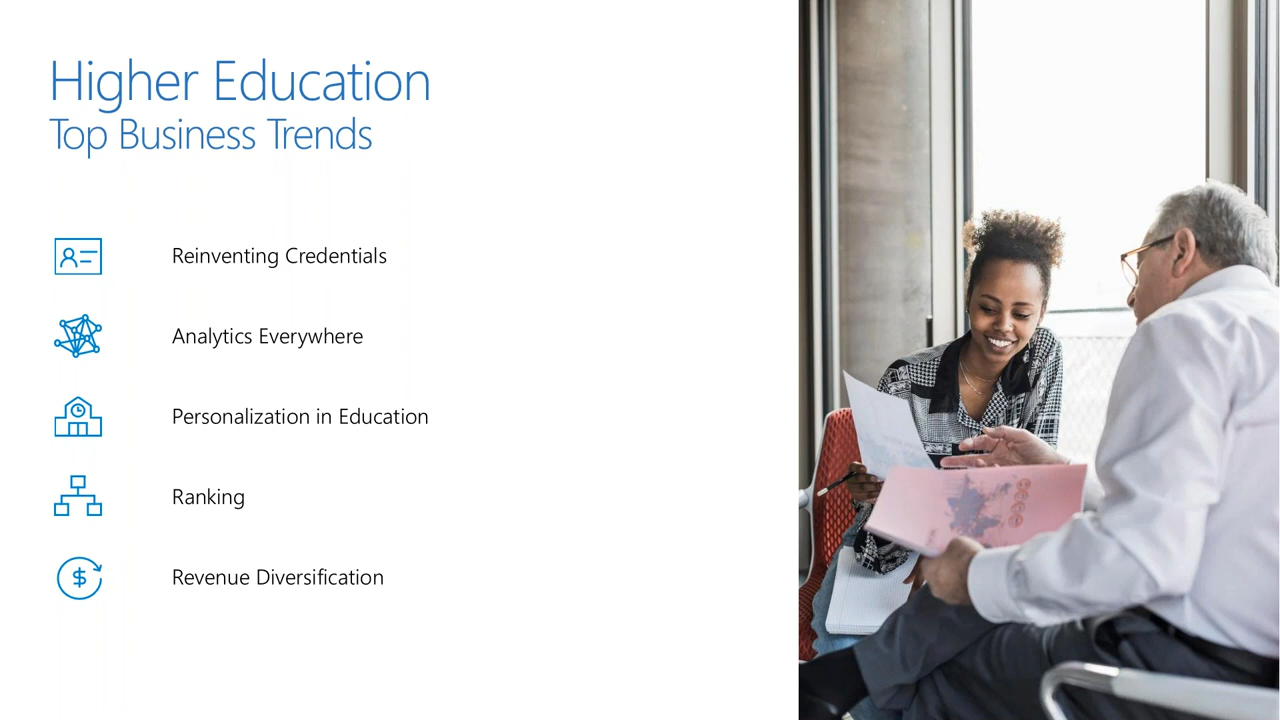 Higher Education
Top Business Trends
Reinventing Credentials
Analytics Everywhere
Personalization in Education
Ranking
Revenue Diversification